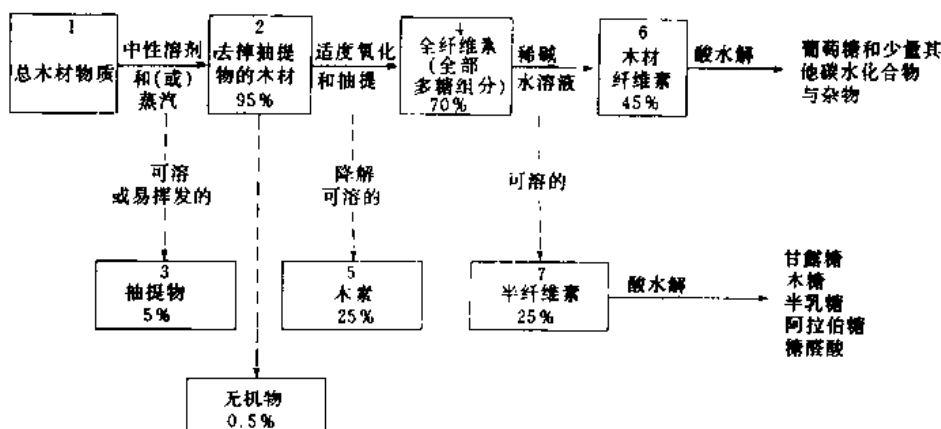 1
总木材物质
中性溶剂
和(或)
蒸汽
2
去掉抽提
物的木材
95%
适度氧化
和抽提
4
全纤维素
(全部
多糖组分)
70%
稀碱
水溶液
6
木材
纤维素
45%
酸水解
葡萄糖和少量其
他碳水化合物
与杂物
可溶
或易挥发的
降解
可溶的
可溶的
3
抽提物
5%
5
木素
25%
7
半纤维素
25%
酸水解
甘露糖
木糖
半乳糖
阿拉伯糖
糖醛酸
无机物
0.5%